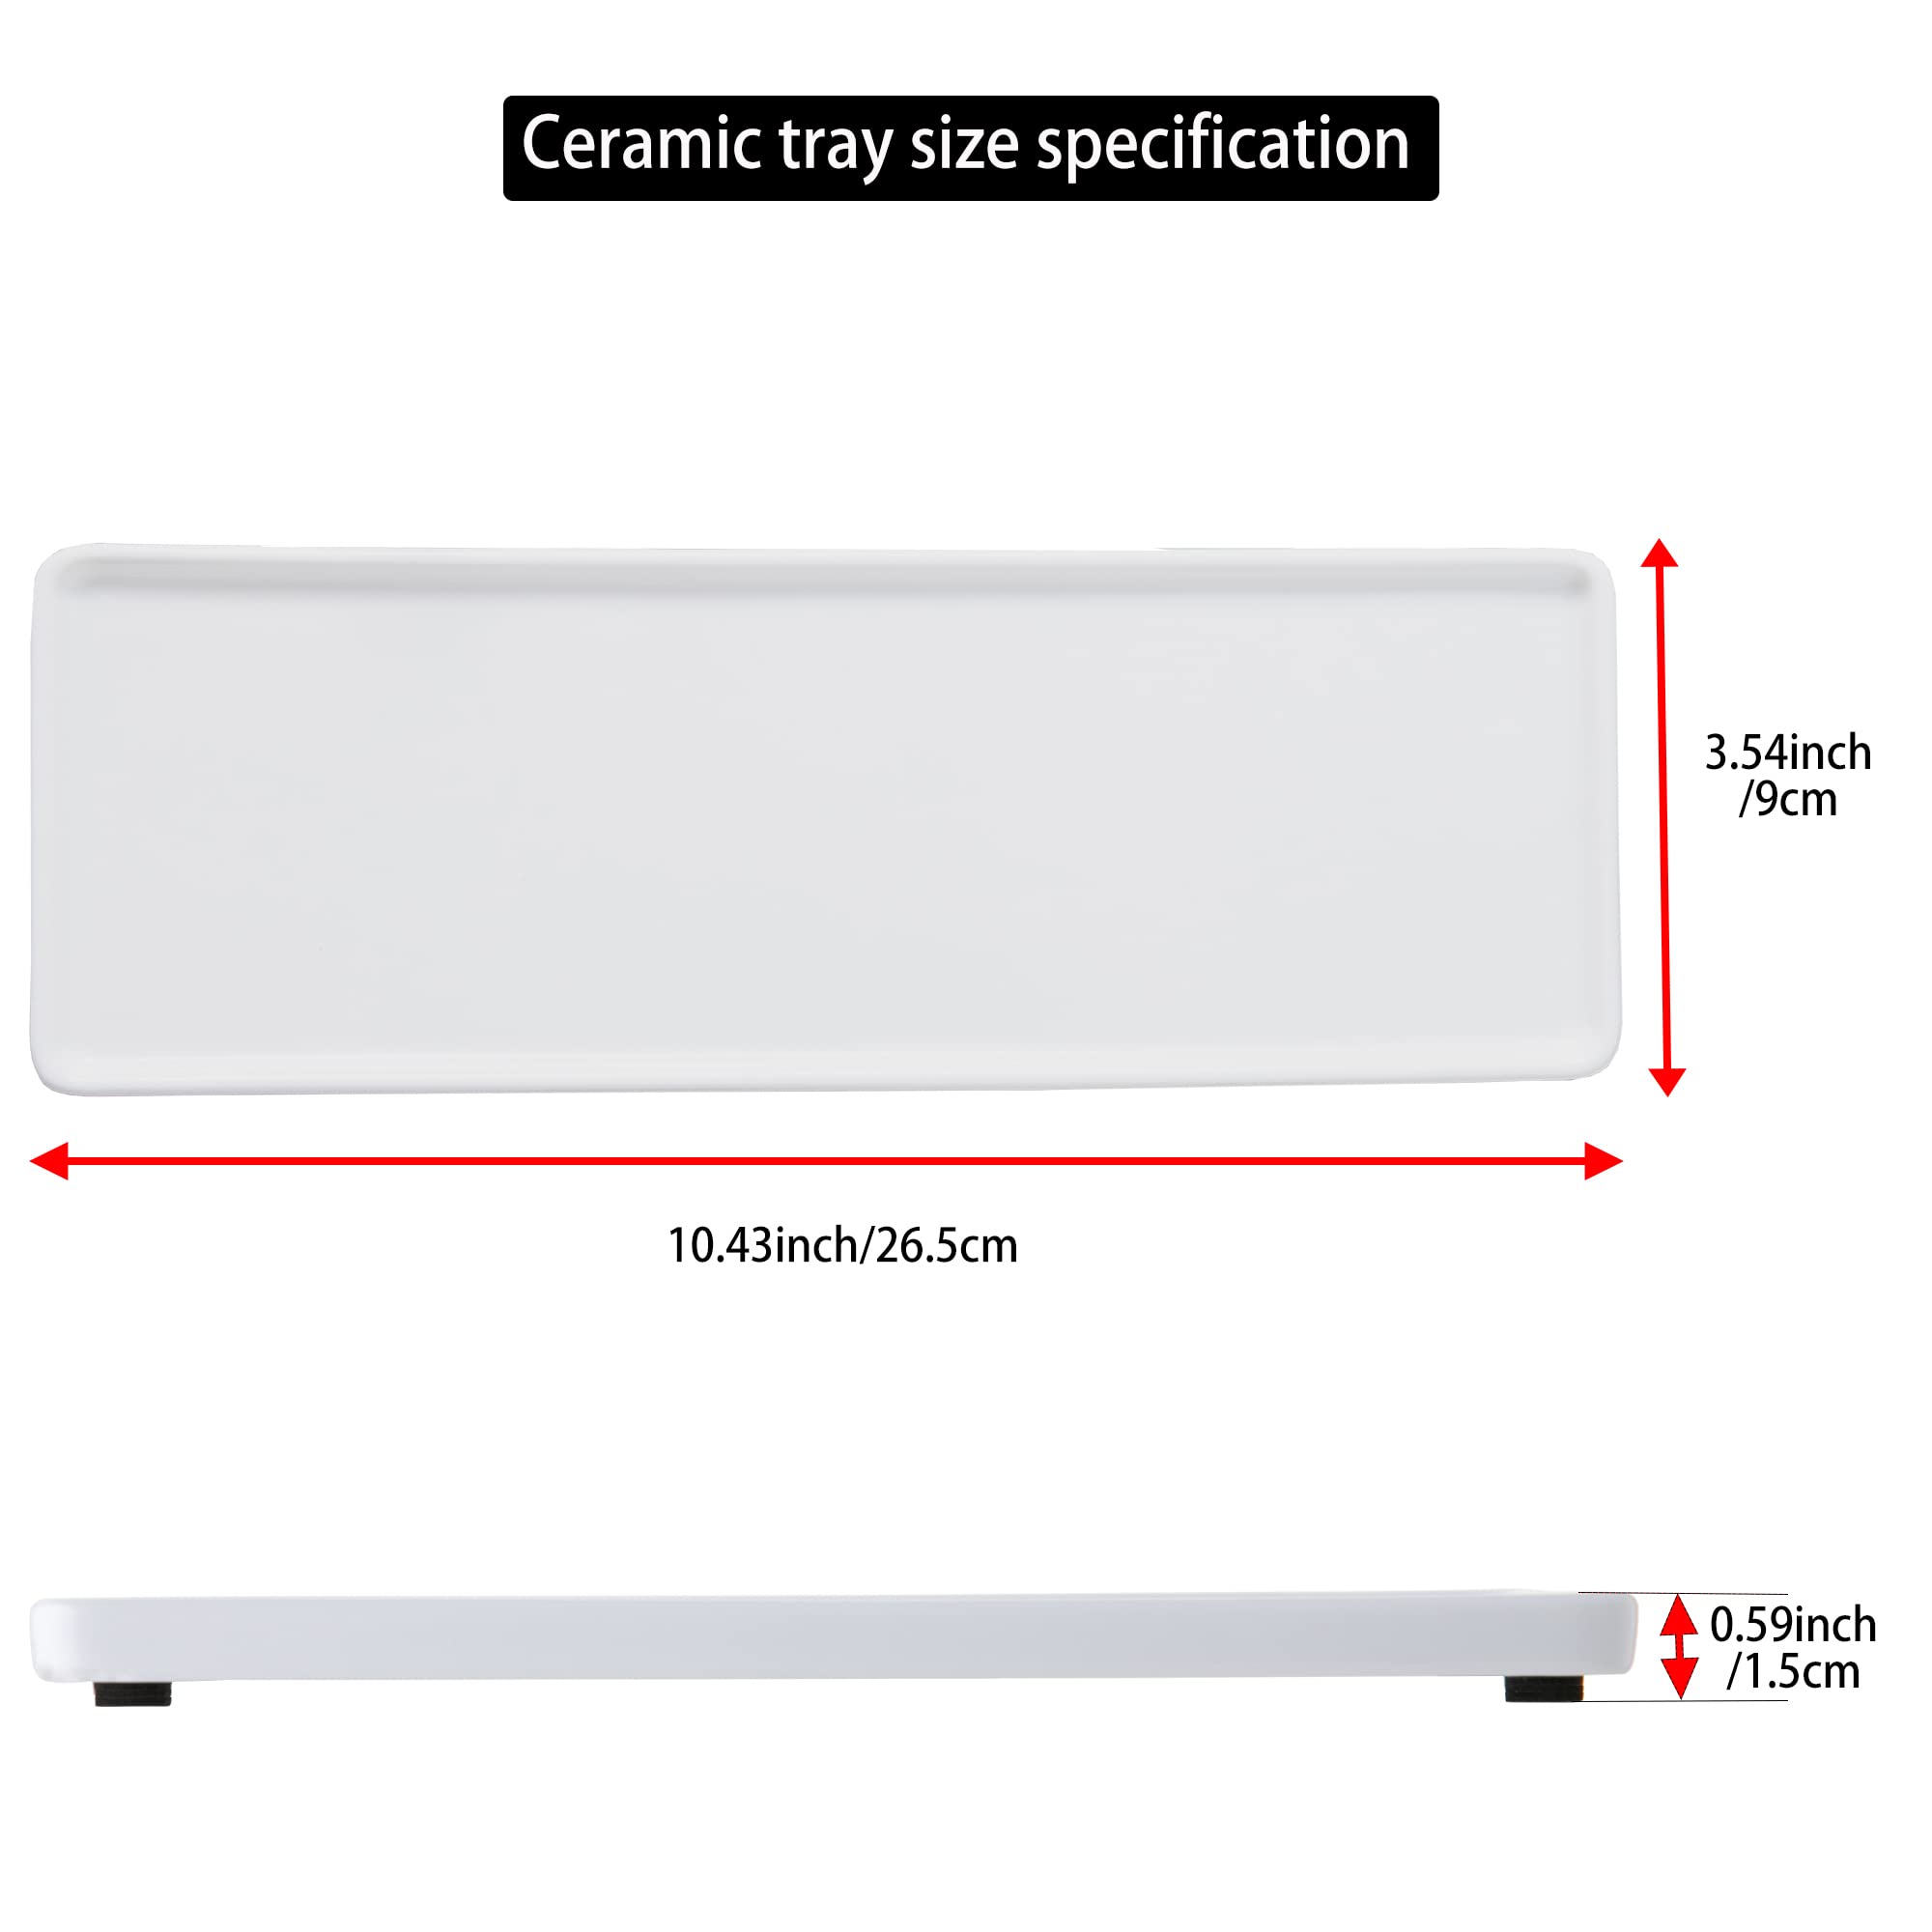 Ceramic tray size specification
3.54inch
/9cm
10.43inch/26.5cm
0.59inch
/1.5cm